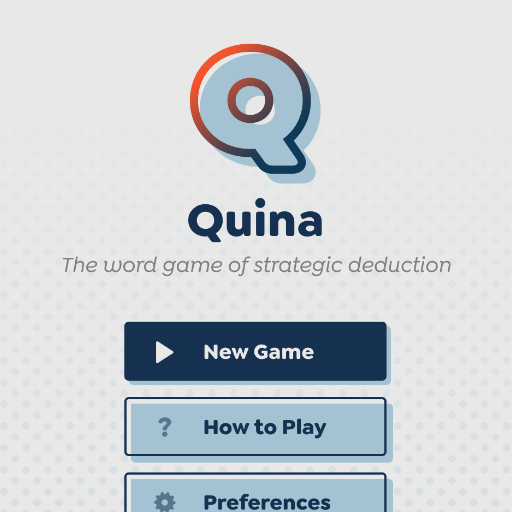 Q
Quina
The word game of strategic deduction
New Game
? How to Play
Preferences